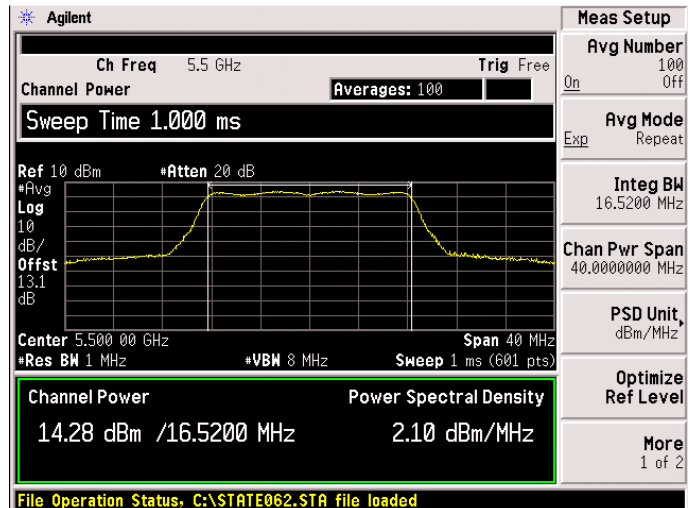 Agilent
Meas Setup
Ch Freq 5.5 GHz Trig Free
Channel Power Averages: 100
Sweep Time 1.000 ms
Ref 10 dBm #Atten 20 dB
#Avg
Log
10
dB/
Offst
13.1
dB
Center 5.500 00 GHz Span 40 MHz
#Res BW 1 MHz #VBW 8 MHz Sweep 1 ms (601 pts)
Channel Power Power Spectral Density
14.28 dBm /16.5200 MHz 2.10 dBm/MHz
File Operation Status, C:\STATE062.STA file loaded
Avg Number
100
On Off
Avg Mode
Exp Repeat
Integ BW
16.5200 MHz
Chan Pwr Span
40.0000000 MHz
PSD Unit
dBm/MHz
Optimize
Ref Level
More
1 of 2